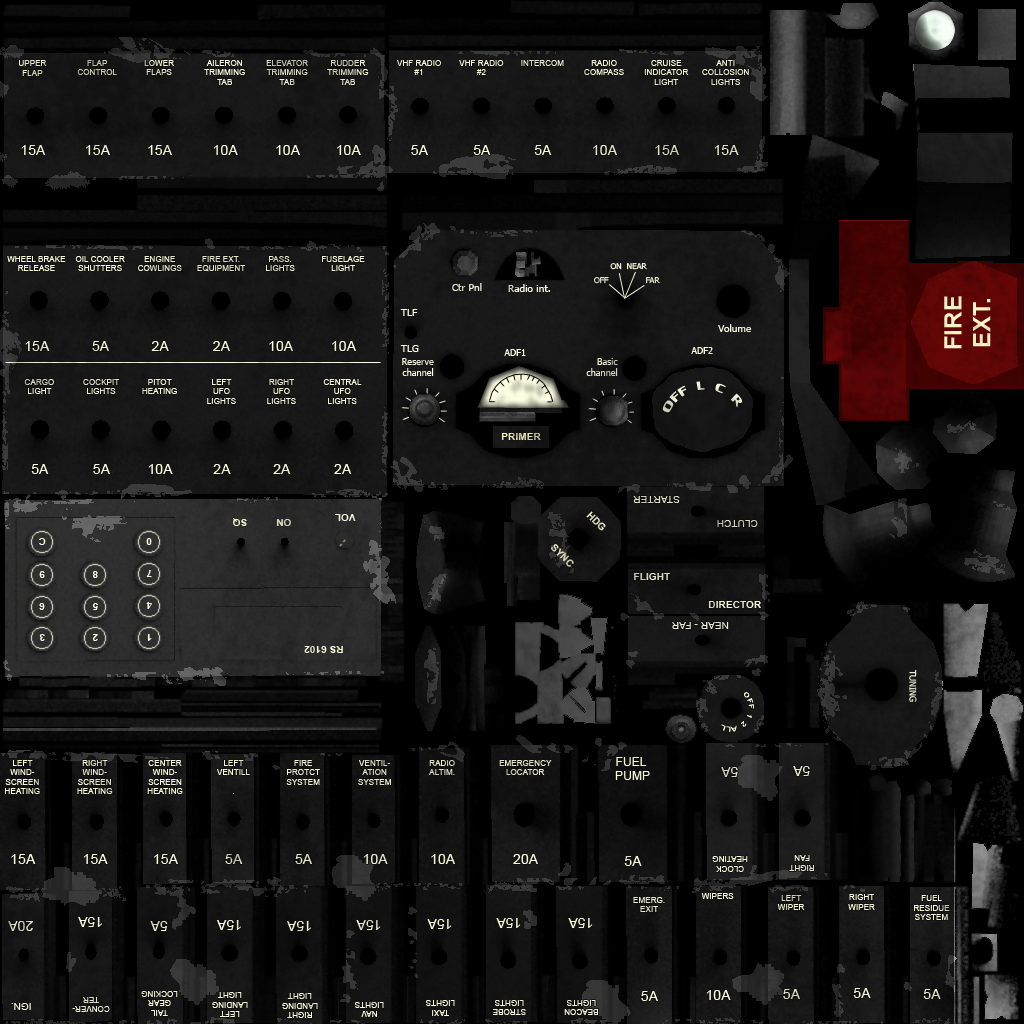 UPPER
FLAP
FLAP
CONTROL
LOWER
FLAPS
AILERON
TRIMMING
TAB
ELEVATOR
TRIMMING
TAB
RUDDER
TRIMMING
TAB
15A
15A
15A
10A
10A
10A
VHF RADIO
#1
VHF RADIO
#2
INTERCOM
RADIO
COMPASS
CRUISE
INDICATOR
LIGHT
ANTI
COLLOSION
LIGHTS
5A
5A
5A
10A
15A
15A
WHEEL BRAKE
RELEASE
OIL COOLER
SHUTTERS
ENGINE
COWLINGS
FIRE EXT.
EQUIPMENT
PASS.
LIGHTS
FUSELAGE
LIGHT
15A
5A
2A
2A
10A
10A
CARGO
LIGHT
COCKPIT
LIGHTS
PITOT
HEATING
LEFT
UFO
LIGHTS
RIGHT
UFO
LIGHTS
CENTRAL
UFO
LIGHTS
5A
5A
10A
2A
2A
2A
Ctr Pnl
Radio int.
OFF
ON
NEAR
FAR
Volume
TLF
TLG
Reserve
channel
ADF1
Basic
channel
ADF2
OFF L C R
PRIMER
FIRE
EXT.
SQ
ON
VOL
C
0
9
8
7
6
5
4
3
2
1
RS 6102
HDG
SYNC
STARTER
CLUTCH
FLIGHT
DIRECTOR
NEAR - FAR
OFF 1 2 ALL
TUNING
LEFT
WIND-
SCREEN
HEATING
RIGHT
WIND-
SCREEN
HEATING
CENTER
WIND-
SCREEN
HEATING
LEFT
VENTILL
FIRE
PROTCT
SYSTEM
VENTIL-
ATION
SYSTEM
RADIO
ALTIM.
EMERGENCY
LOCATOR
FUEL
PUMP
15A
15A
15A
5A
5A
10A
10A
20A
5A
5A
CLOCK
HEATING
5A
RIGHT
FAN
20A
IGN.
15A
CONVER-
TER
5A
TAIL
GEAR
LOCKING
15A
LEFT
LANDING
LIGHT
15A
RIGHT
LANDING
LIGHT
15A
NAV
LIGHTS
15A
TAXI
LIGHTS
15A
STROBE
LIGHTS
15A
BEACON
LIGHTS
EMERG.
EXIT
5A
WIPERS
10A
LEFT
WIPER
5A
RIGHT
WIPER
5A
FUEL
RESIDUE
SYSTEM
5A